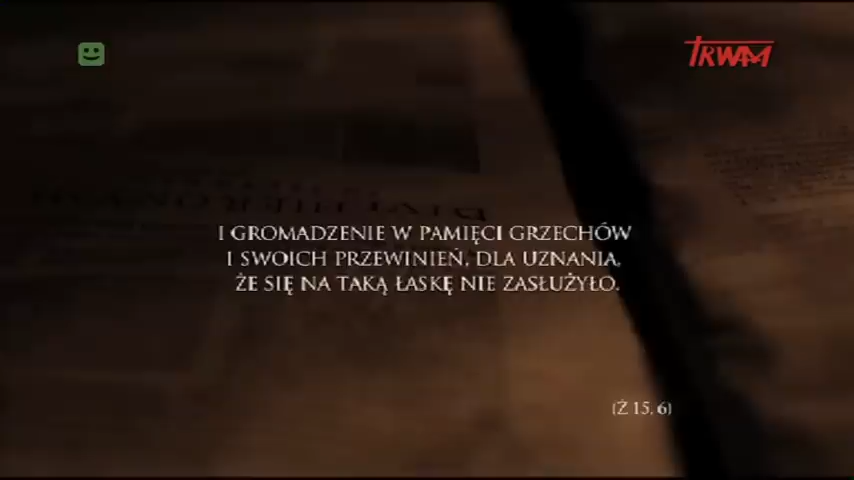 TRWAM
I GROMADZENIE W PAMIĘCI GRZECHÓW
I SWOICH PRZEWINIEŃ, DLA UZNANIA,
ŻE SIĘ NA TAKĄ ŁASKĘ NIE ZASŁUŻYŁO.
(Ż 15, 6)